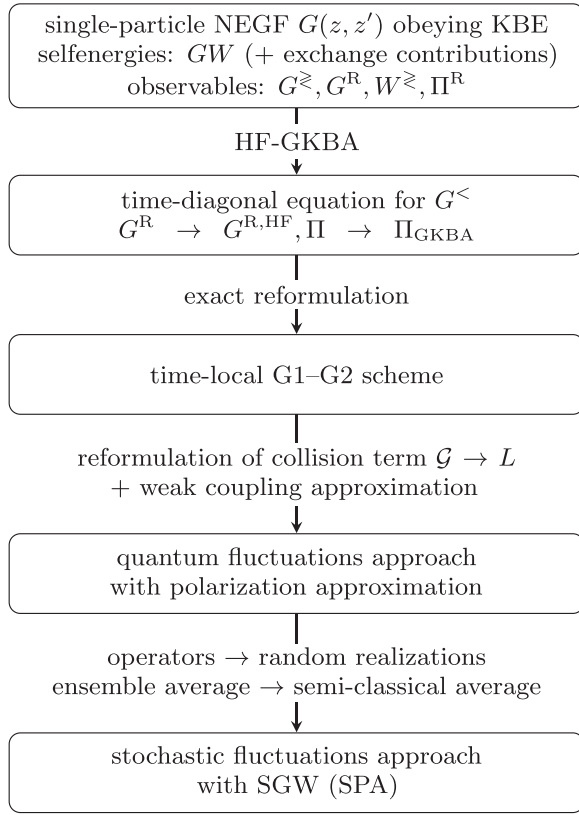 single-particle NEGF G(z, z′) obeying KBE
selfenergies: GW (+ exchange contributions)
observables: G^≷, G^R, W^≷, Π^R
HF-GKBA
time-diagonal equation for G^<
G^R → G^{R,HF}, Π → Π_GKBA
exact reformulation
time-local G1–G2 scheme
reformulation of collision term 𝒢 → L
+ weak coupling approximation
quantum fluctuations approach
with polarization approximation
operators → random realizations
ensemble average → semi-classical average
stochastic fluctuations approach
with SGW (SPA)